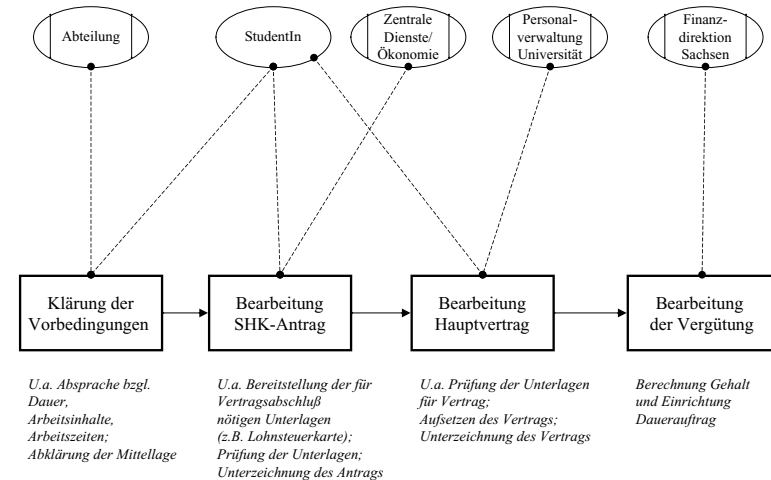 Abteilung
StudentIn
Zentrale
Dienste/
Ökonomie
Personal-
verwaltung
Universität
Finanz-
direktion
Sachsen
Klärung der
Vorbedingungen
Bearbeitung
SHK-Antrag
Bearbeitung
Hauptvertrag
Bearbeitung
der Vergütung
U.a. Absprache bzgl.
Dauer,
Arbeitsinhalte,
Arbeitszeiten;
Abklärung der Mittellage
U.a. Bereitstellung der für
Vertragsabschluß
nötigen Unterlagen
(z.B. Lohnsteuerkarte);
Prüfung der Unterlagen;
Unterzeichnung des Antrags
U.a. Prüfung der Unterlagen
für Vertrag;
Aufsetzen des Vertrags;
Unterzeichnung des Vertrags
Berechnung Gehalt
und Einrichtung
Dauerauftrag